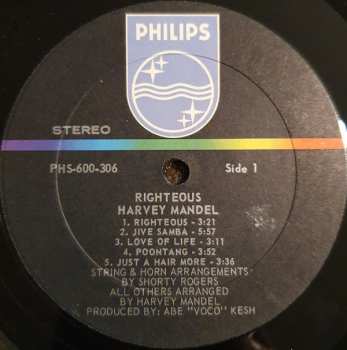 PHILIPS
STEREO
PHS-600-306
Side 1
RIGHTEOUS
HARVEY MANDEL
1. RIGHTEOUS - 3:21
2. JIVE SAMBA - 5:57
3. LOVE OF LIFE - 3:11
4. POONTANG - 3:52
5. JUST A HAIR MORE - 3:36
STRING & HORN ARRANGEMENTS
BY SHORTY ROGERS
ALL OTHERS ARRANGED
BY HARVEY MANDEL
PRODUCED BY: ABE "VOCO" KESH